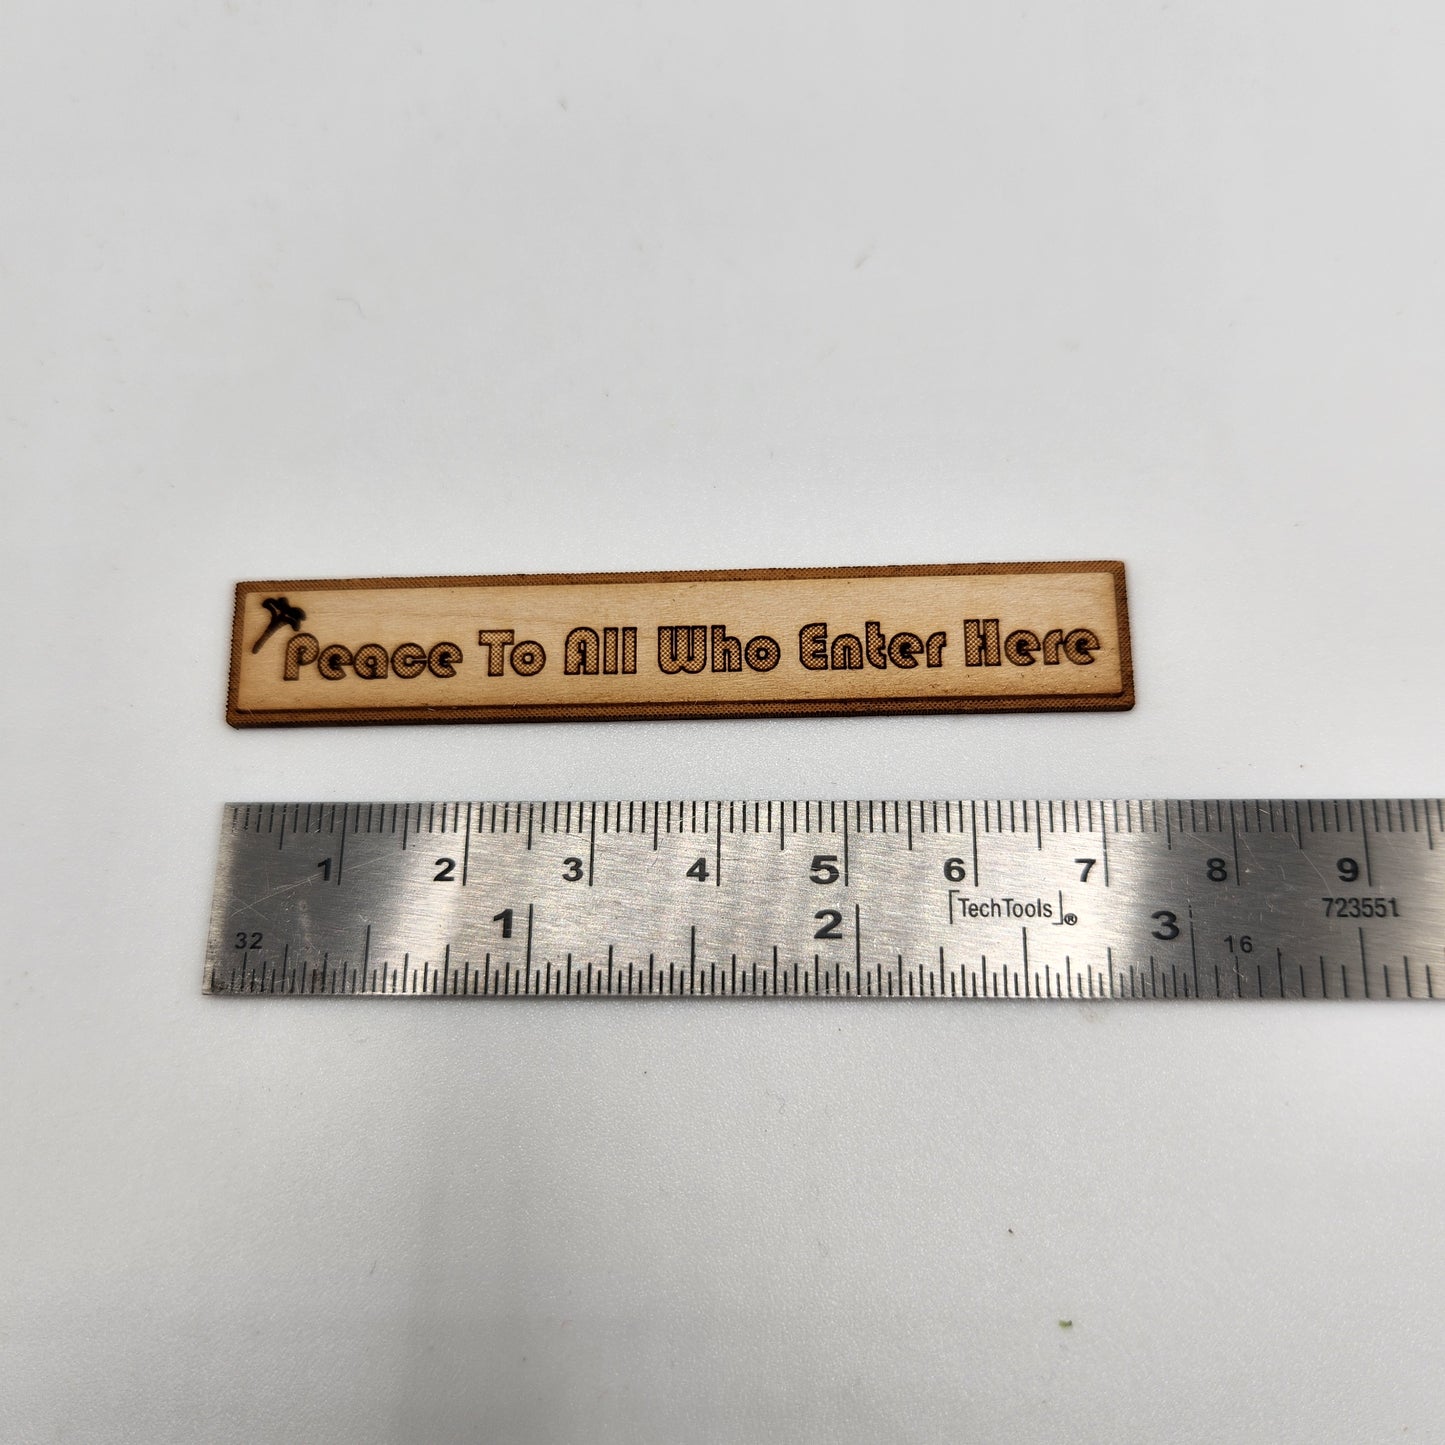 Peace To All Who Enter Here
1 2 3 4 5 6 7 8 9
TechTools ® 723551
1 2 3
32 16